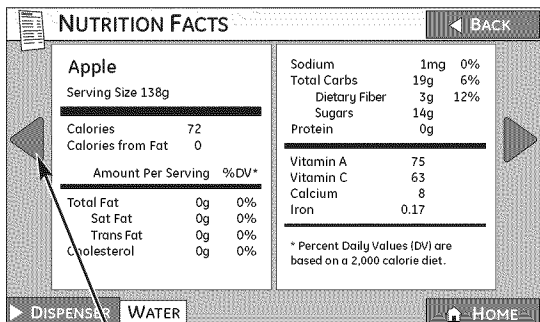 NUTRITION FACTS
BACK
Apple
Serving Size 138g
Calories 72
Calories from Fat 0
Amount Per Serving %DV*
Total Fat 0g 0%
Sat Fat 0g 0%
Trans Fat 0g 0%
Cholesterol 0g 0%
Sodium 1mg 0%
Total Carbs 19g 6%
Dietary Fiber 3g 12%
Sugars 14g
Protein 0g
Vitamin A 75
Vitamin C 63
Calcium 8
Iron 0.17
* Percent Daily Values (DV) are
based on a 2,000 calorie diet.
DISPENSER WATER
HOME